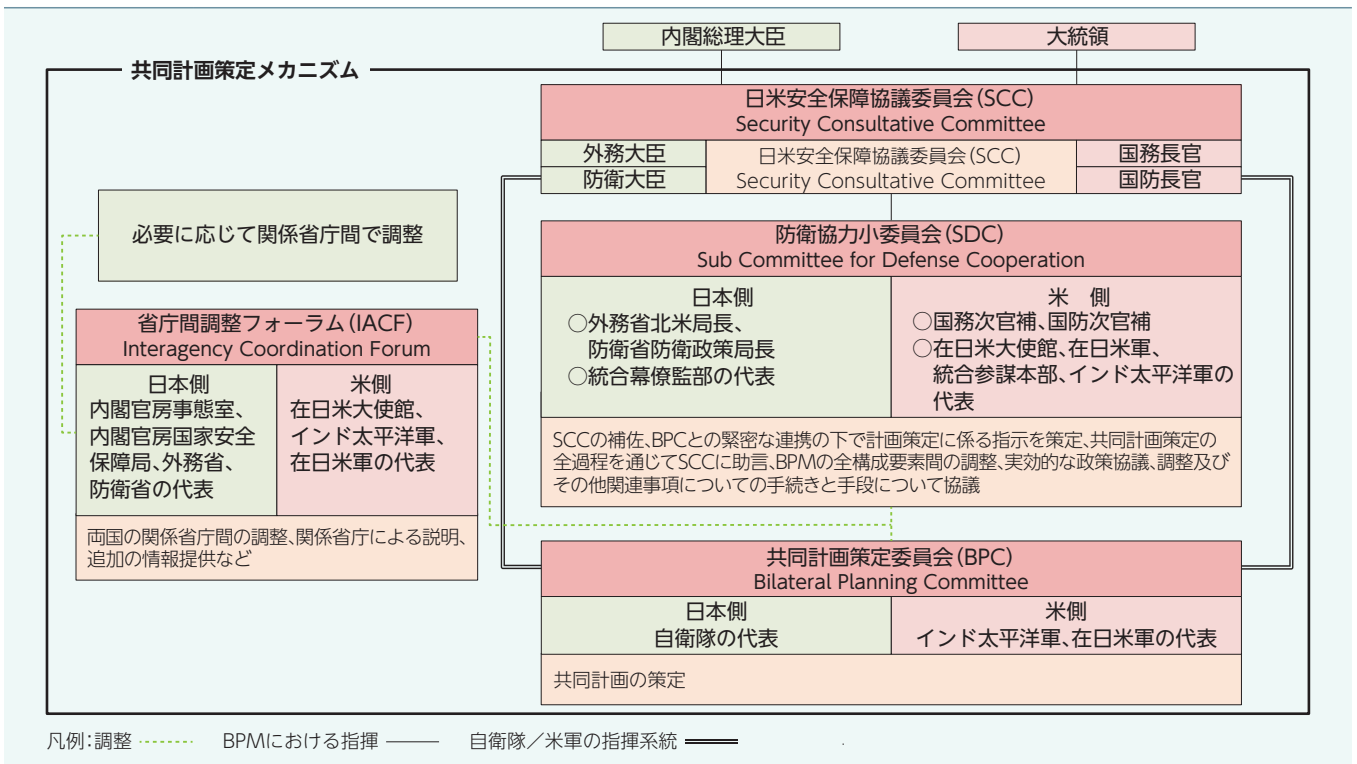 内閣総理大臣
大統領
共同計画策定メカニズム
日米安全保障協議委員会(SCC)
Security Consultative Committee
外務大臣
防衛大臣
日米安全保障協議委員会(SCC)
Security Consultative Committee
国務長官
国防長官
必要に応じて関係省庁間で調整
防衛協力小委員会(SDC)
Sub Committee for Defense Cooperation
日本側
○外務省北米局長、
防衛省防衛政策局長
○統合幕僚監部の代表
米 側
○国務次官補、国防次官補
○在日米大使館、在日米軍、
統合参謀本部、インド太平洋軍の
代表
SCCの補佐、BPCとの緊密な連携の下で計画策定に係る指示を策定、共同計画策定の
全過程を通じてSCCに助言、BPMの全構成要素間の調整、実効的な政策協議、調整及び
その他関連事項についての手続きと手段について協議
省庁間調整フォーラム(IACF)
Interagency Coordination Forum
日本側
内閣官房事態室、
内閣官房国家安全
保障局、外務省、
防衛省の代表
米側
在日米大使館、
インド太平洋軍、
在日米軍の代表
両国の関係省庁間の調整、関係省庁による説明、
追加の情報提供など
共同計画策定委員会(BPC)
Bilateral Planning Committee
日本側
自衛隊の代表
米側
インド太平洋軍、在日米軍の代表
共同計画の策定
凡例:調整 BPMにおける指揮 自衛隊/米軍の指揮系統